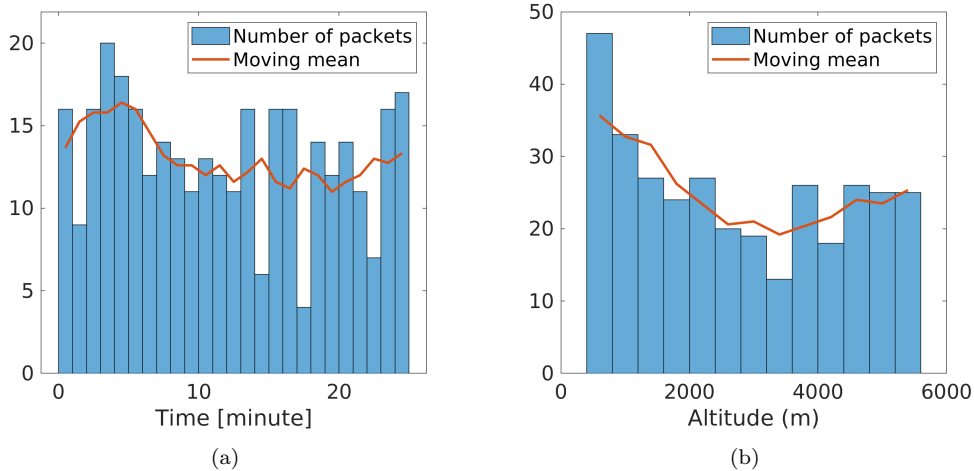 20
15
10
5
0
0
10
20
Number of packets
Moving mean
Time [minute]
(a)
50
40
30
20
10
0
0
2000
4000
6000
Number of packets
Moving mean
Altitude (m)
(b)